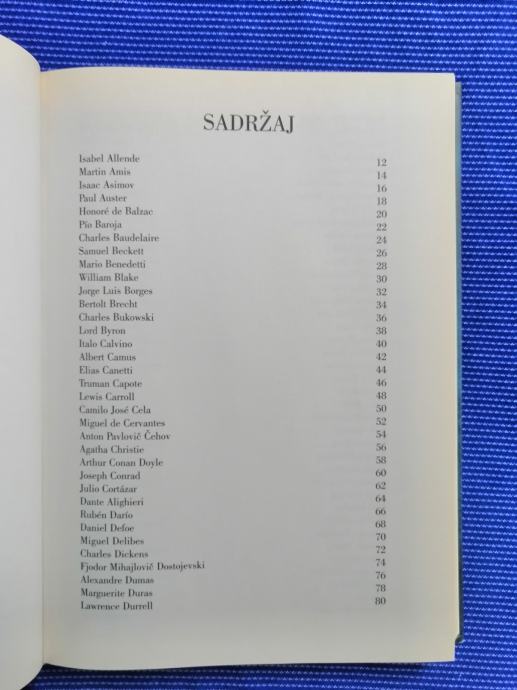 SADRŽAJ
Isabel Allende 12
Martin Amis 14
Isaac Asimov 16
Paul Auster 18
Honoré de Balzac 20
Pío Baroja 22
Charles Baudelaire 24
Samuel Beckett 26
Mario Benedetti 28
William Blake 30
Jorge Luis Borges 32
Bertolt Brecht 34
Charles Bukowski 36
Lord Byron 38
Italo Calvino 40
Albert Camus 42
Elias Canetti 44
Truman Capote 46
Lewis Carroll 48
Camilo José Cela 50
Miguel de Cervantes 52
Anton Pavlovič Čehov 54
Agatha Christie 56
Arthur Conan Doyle 58
Joseph Conrad 60
Julio Cortázar 62
Dante Alighieri 64
Rubén Darío 66
Daniel Defoe 68
Miguel Delibes 70
Charles Dickens 72
Fjodor Mihajlovič Dostojevski 74
Alexandre Dumas 76
Marguerite Duras 78
Lawrence Durrell 80